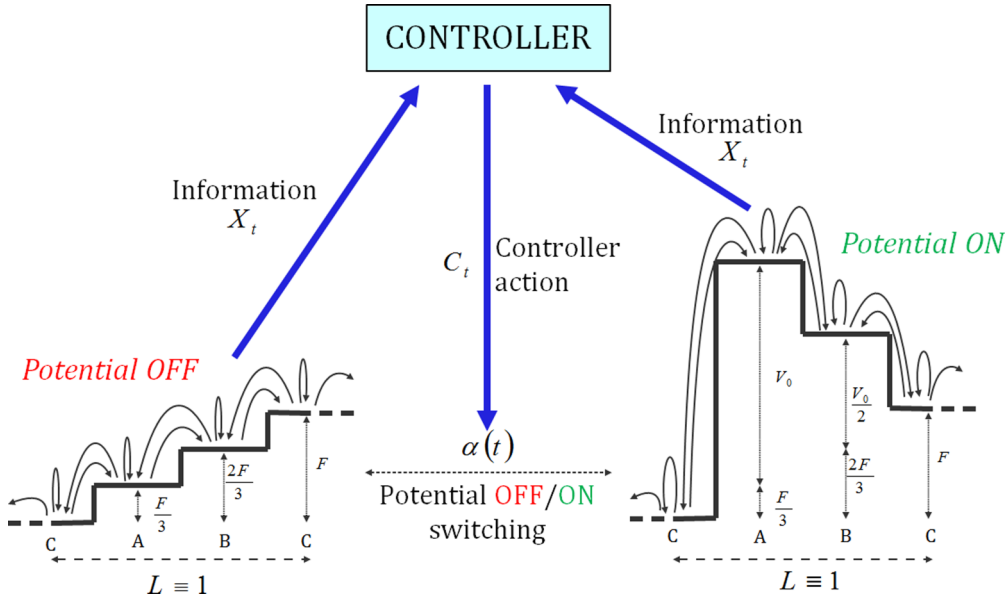 CONTROLLER
Information
X_t
Information
X_t
C_t
Controller
action
Potential OFF
Potential ON
V_0
V_0/2
α(t)
F
2F/3
F/3
Potential OFF/ON
switching
2F/3
F
F/3
C A B C
C A B C
L ≡ 1
L ≡ 1